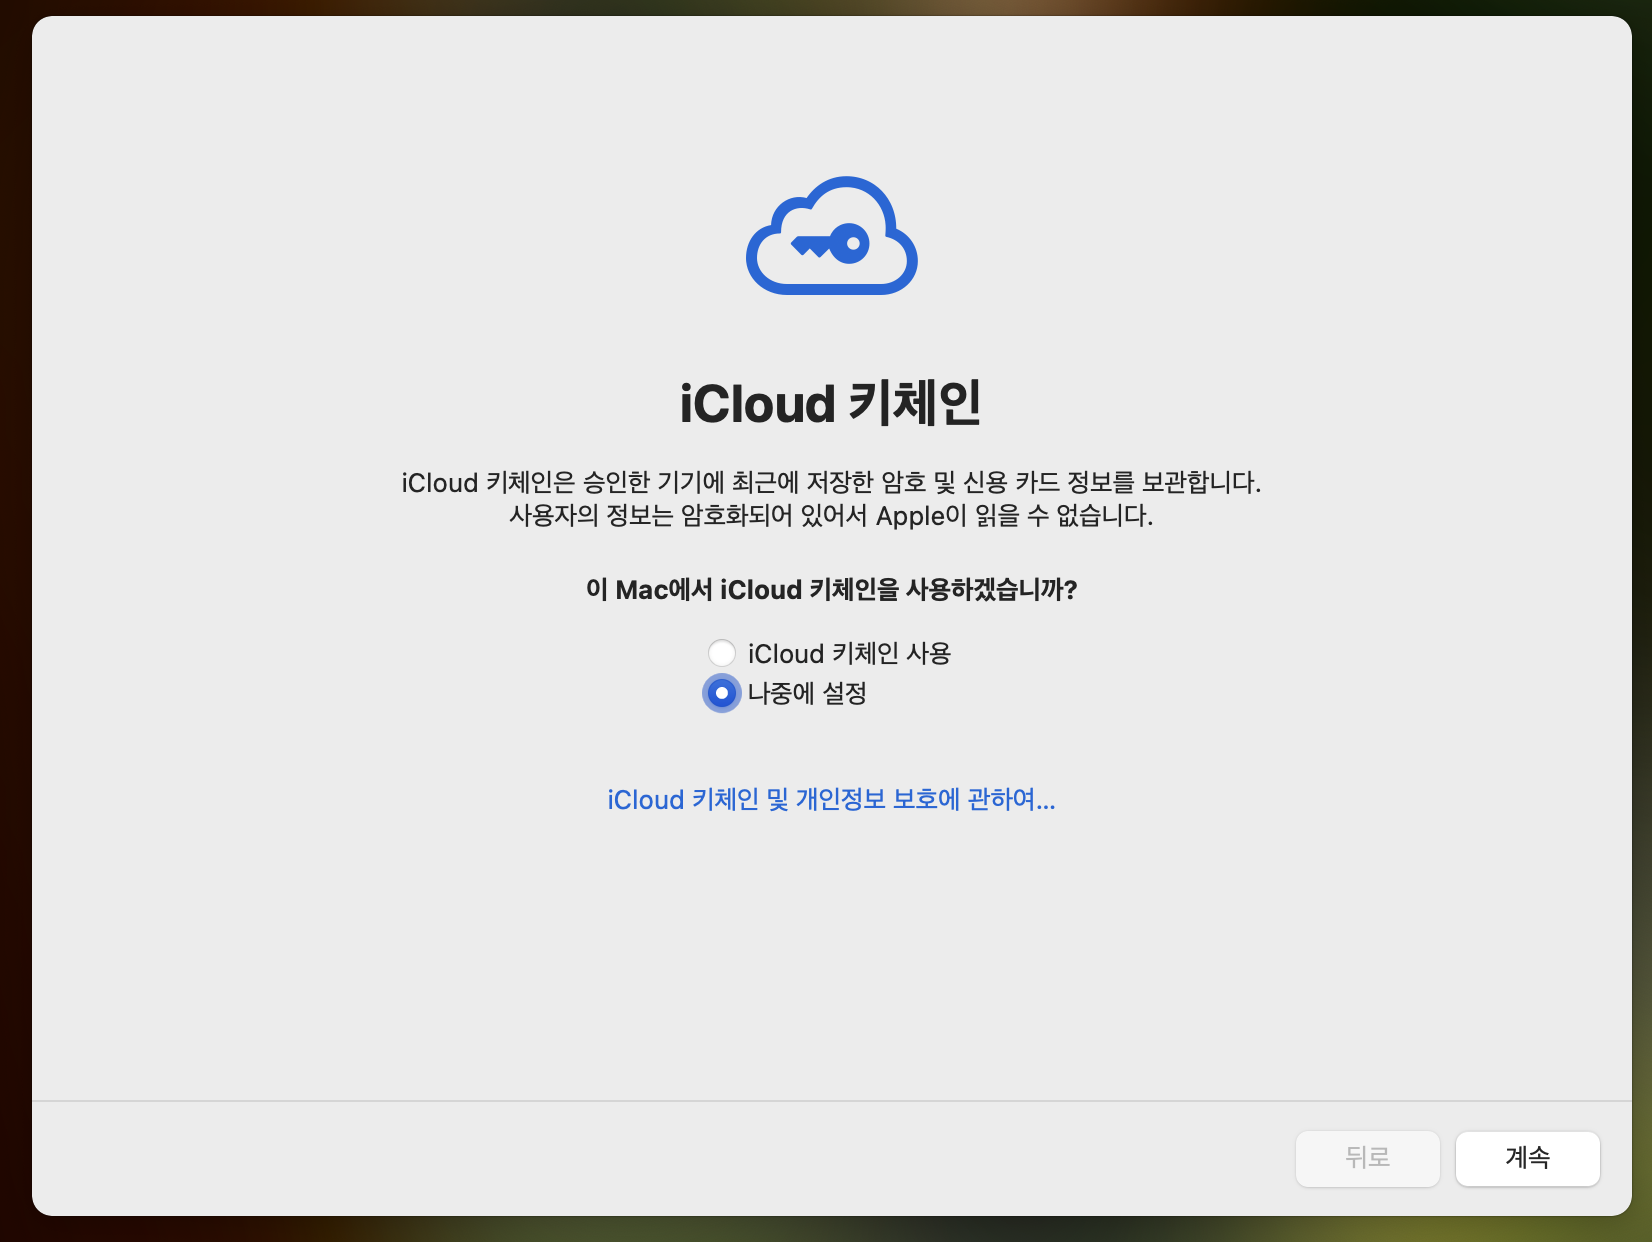 iCloud 키체인
iCloud 키체인은 승인한 기기에 최근에 저장한 암호 및 신용 카드 정보를 보관합니다.
사용자의 정보는 암호화되어 있어서 Apple이 읽을 수 없습니다.
이 Mac에서 iCloud 키체인을 사용하겠습니까?
iCloud 키체인 사용
나중에 설정
iCloud 키체인 및 개인정보 보호에 관하여...
뒤로
계속